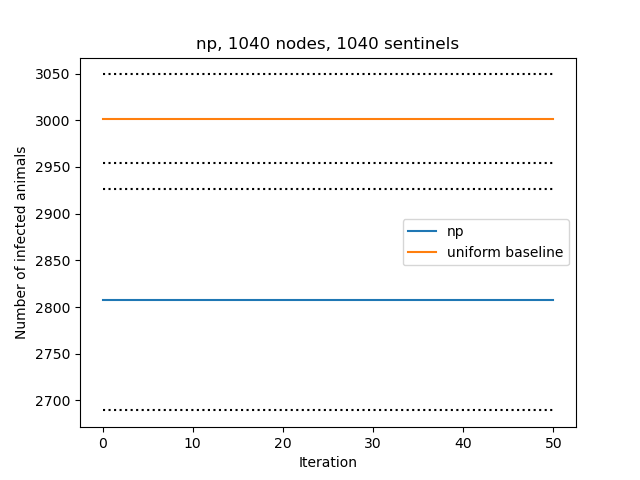 np, 1040 nodes, 1040 sentinels
Number of infected animals
3050
3000
2950
2900
2850
2800
2750
2700
np
uniform baseline
0 10 20 30 40 50
Iteration